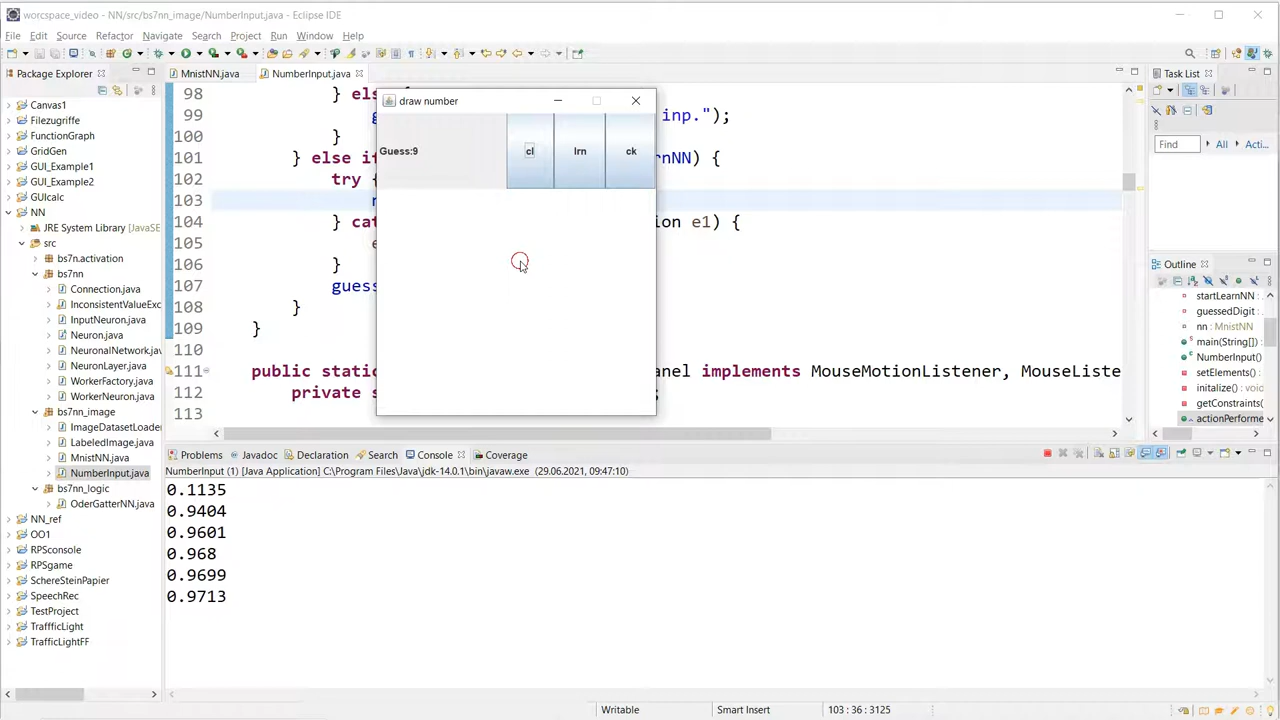 worcspace_video - NN/src/bs7nn_image/NumberInput.java - Eclipse IDE
File Edit Source Refactor Navigate Search Project Run Window Help
Package Explorer
Canvas1
Filezugriffe
FunctionGraph
GridGen
GUI_Example1
GUI_Example2
GUIcalc
NN
JRE System Library [JavaSE
src
bs7n.activation
bs7nn
Connection.java
InconsistentValueExc
InputNeuron.java
Neuron.java
NeuronalNetwork.java
NeuronLayer.java
WorkerFactory.java
WorkerNeuron.java
bs7nn_image
ImageDatasetLoader
LabeledImage.java
MnistNN.java
NumberInput.java
bs7nn_logic
OderGatterNN.java
NN_ref
OO1
RPSconsole
RPSgame
SchereSteinPapier
SpeechRec
TestProject
TraffficLight
TrafficLightFF
MnistNN.java NumberInput.java
98 } els
99 g inp.");
100 }
101 } else if rnNN) {
102 try {
103
104 } cat ion e1) {
105 e
106 }
107 guess
108 }
109 }
110
111 public static anel implements MouseMotionListener, MouseListe
112 private s ;
113
draw number
Guess:9 cl lrn ck
Task List
Find All Acti...
Outline
startLearnNN
guessedDigit
nn : MnistNN
main(String[])
NumberInput()
setElements()
initalize() : voic
getConstraints(
actionPerforme
Problems Javadoc Declaration Search Console Coverage
NumberInput (1) [Java Application] C:\Program Files\Java\jdk-14.0.1\bin\javaw.exe (29.06.2021, 09:47:10)
0.1135
0.9404
0.9601
0.968
0.9699
0.9713
Writable Smart Insert 103 : 36 : 3125